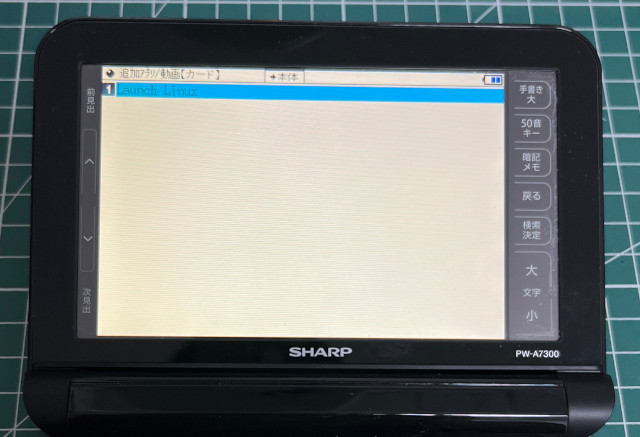 追加ｱﾌﾟﾘ/動画【カード】 →本体
1 Launch Linux
前見出
次見出
手書き
大
50音
キー
暗記
メモ
戻る
検索
決定
大
文字
小
SHARP
PW-A7300